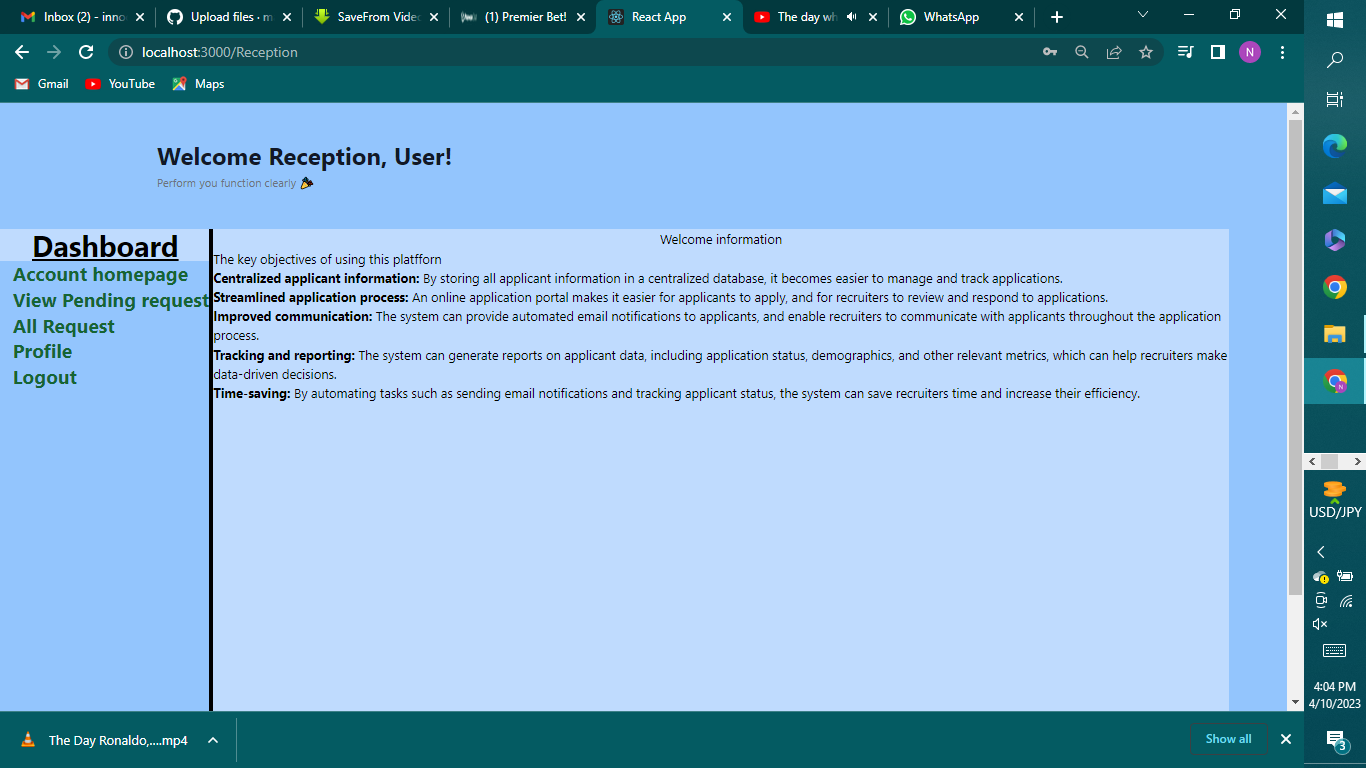 Inbox (2) - inno
Upload files · m
SaveFrom Video
(1) Premier Bet!
React App
The day wh
WhatsApp
localhost:3000/Reception
N
Gmail
YouTube
Maps
Welcome Reception, User!
Perform you function clearly 🎉
Dashboard
Account homepage
View Pending request
All Request
Profile
Logout
Welcome information
The key objectives of using this platfforn
Centralized applicant information: By storing all applicant information in a centralized database, it becomes easier to manage and track applications.
Streamlined application process: An online application portal makes it easier for applicants to apply, and for recruiters to review and respond to applications.
Improved communication: The system can provide automated email notifications to applicants, and enable recruiters to communicate with applicants throughout the application
process.
Tracking and reporting: The system can generate reports on applicant data, including application status, demographics, and other relevant metrics, which can help recruiters make
data-driven decisions.
Time-saving: By automating tasks such as sending email notifications and tracking applicant status, the system can save recruiters time and increase their efficiency.
The Day Ronaldo,....mp4
Show all
USD/JPY
4:04 PM
4/10/2023
3